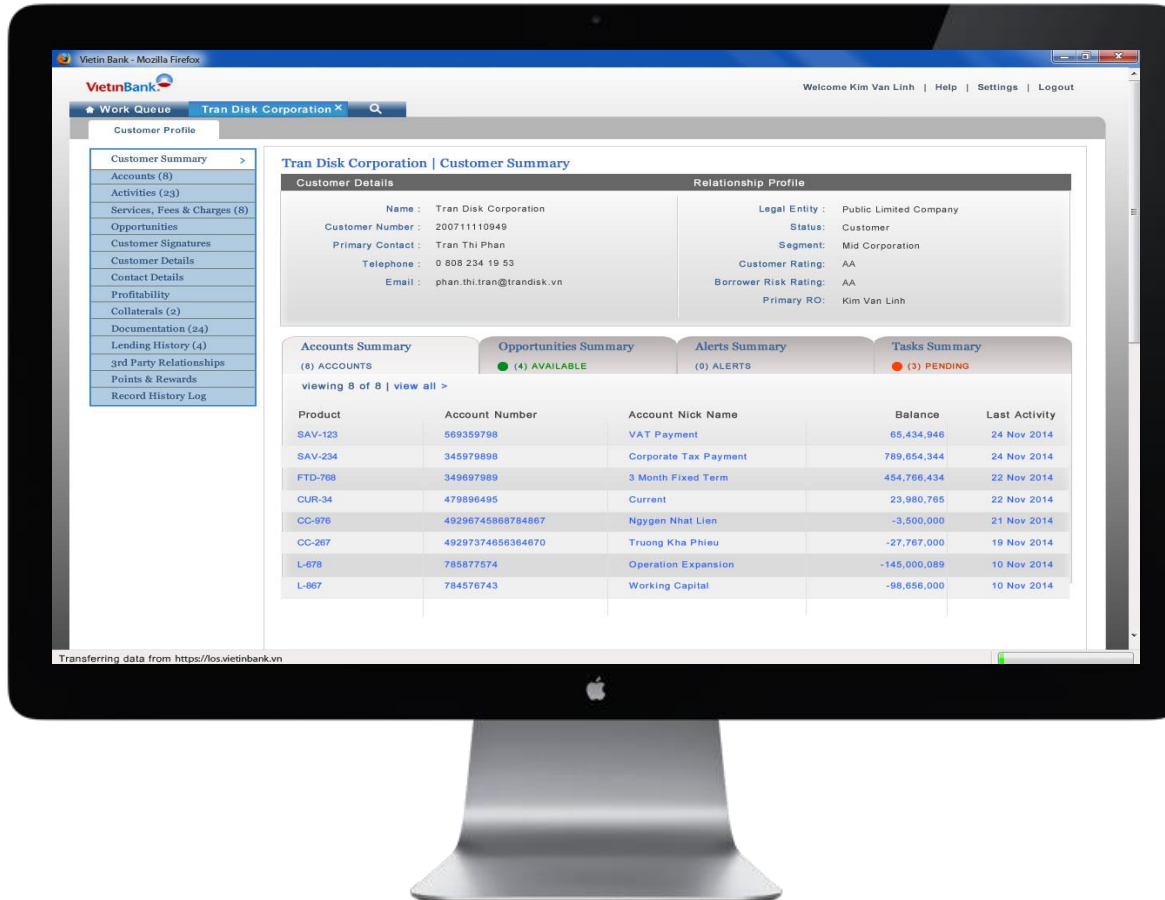 Vietin Bank - Mozilla Firefox
VietinBank
Welcome Kim Van Linh | Help | Settings | Logout
Work Queue Tran Disk Corporation ×
Customer Profile
Customer Summary >
Accounts (8)
Activities (23)
Services, Fees & Charges (8)
Opportunities
Customer Signatures
Customer Details
Contact Details
Profitability
Collaterals (2)
Documentation (24)
Lending History (4)
3rd Party Relationships
Points & Rewards
Record History Log
Tran Disk Corporation | Customer Summary
Customer Details Relationship Profile
Name : Tran Disk Corporation
Customer Number : 200711110949
Primary Contact : Tran Thi Phan
Telephone : 0 808 234 19 53
Email : phan.thi.tran@trandisk.vn
Legal Entity : Public Limited Company
Status: Customer
Segment: Mid Corporation
Customer Rating: AA
Borrower Risk Rating: AA
Primary RO: Kim Van Linh
Accounts Summary Opportunities Summary Alerts Summary Tasks Summary
(8) ACCOUNTS (4) AVAILABLE (0) ALERTS (3) PENDING
viewing 8 of 8 | view all >
Product Account Number Account Nick Name Balance Last Activity
SAV-123 569359798 VAT Payment 65,434,946 24 Nov 2014
SAV-234 345979898 Corporate Tax Payment 789,654,344 24 Nov 2014
FTD-768 349697989 3 Month Fixed Term 454,766,434 22 Nov 2014
CUR-34 479896495 Current 23,980,765 22 Nov 2014
CC-976 49296745868784867 Ngygen Nhat Lien -3,500,000 21 Nov 2014
CC-267 49297374656364670 Truong Kha Phieu -27,767,000 19 Nov 2014
L-678 785877574 Operation Expansion -145,000,089 10 Nov 2014
L-867 784576743 Working Capital -98,656,000 10 Nov 2014
Transferring data from https://los.vietinbank.vn